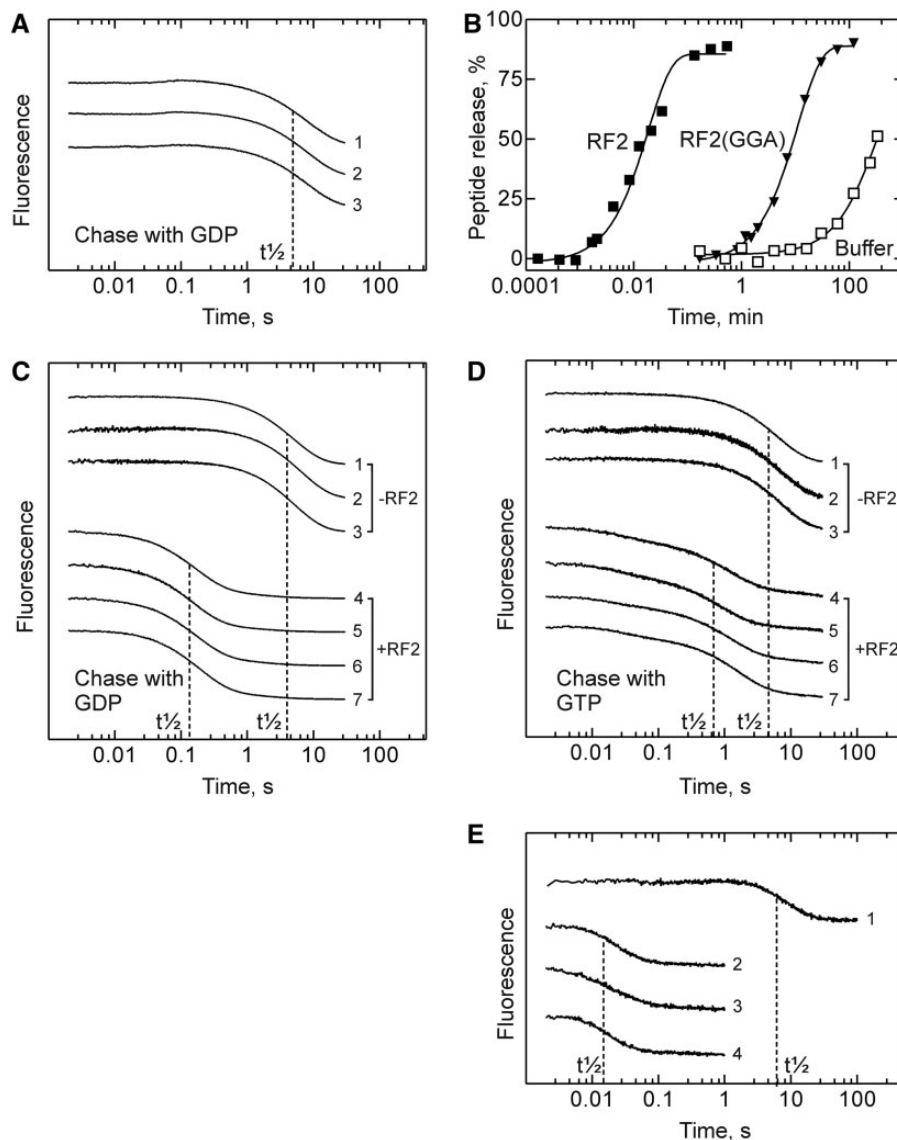 A
Fluorescence
1
2
3
Chase with GDP
t½
0.01 0.1 1 10 100
Time, s
B
Peptide release, %
100
75
50
25
0
RF2
RF2(GGA)
Buffer
0.0001 0.01 1 100
Time, min
C
Fluorescence
1
2
3
-RF2
4
5
6
7
+RF2
Chase with
GDP
t½ t½
0.01 0.1 1 10 100
Time, s
D
Fluorescence
1
2
3
-RF2
4
5
6
7
+RF2
Chase with
GTP
t½ t½
0.01 0.1 1 10 100
Time, s
E
Fluorescence
1
2
3
4
t½ t½
0.01 0.1 1 10 100
Time, s